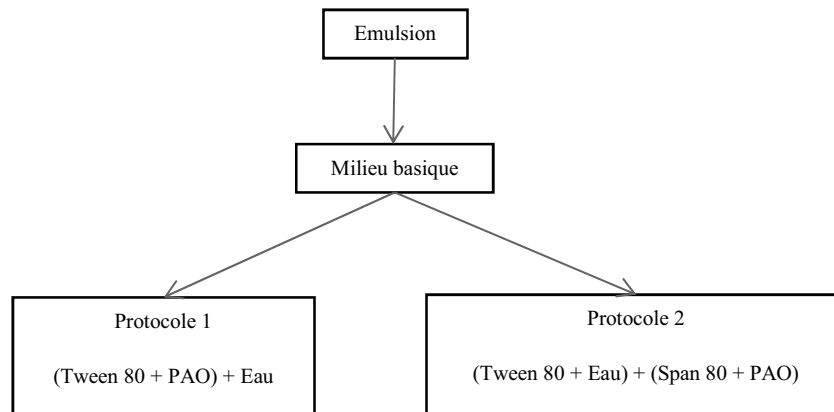 Emulsion
Milieu basique
Protocole 1
(Tween 80 + PAO) + Eau
Protocole 2
(Tween 80 + Eau) + (Span 80 + PAO)